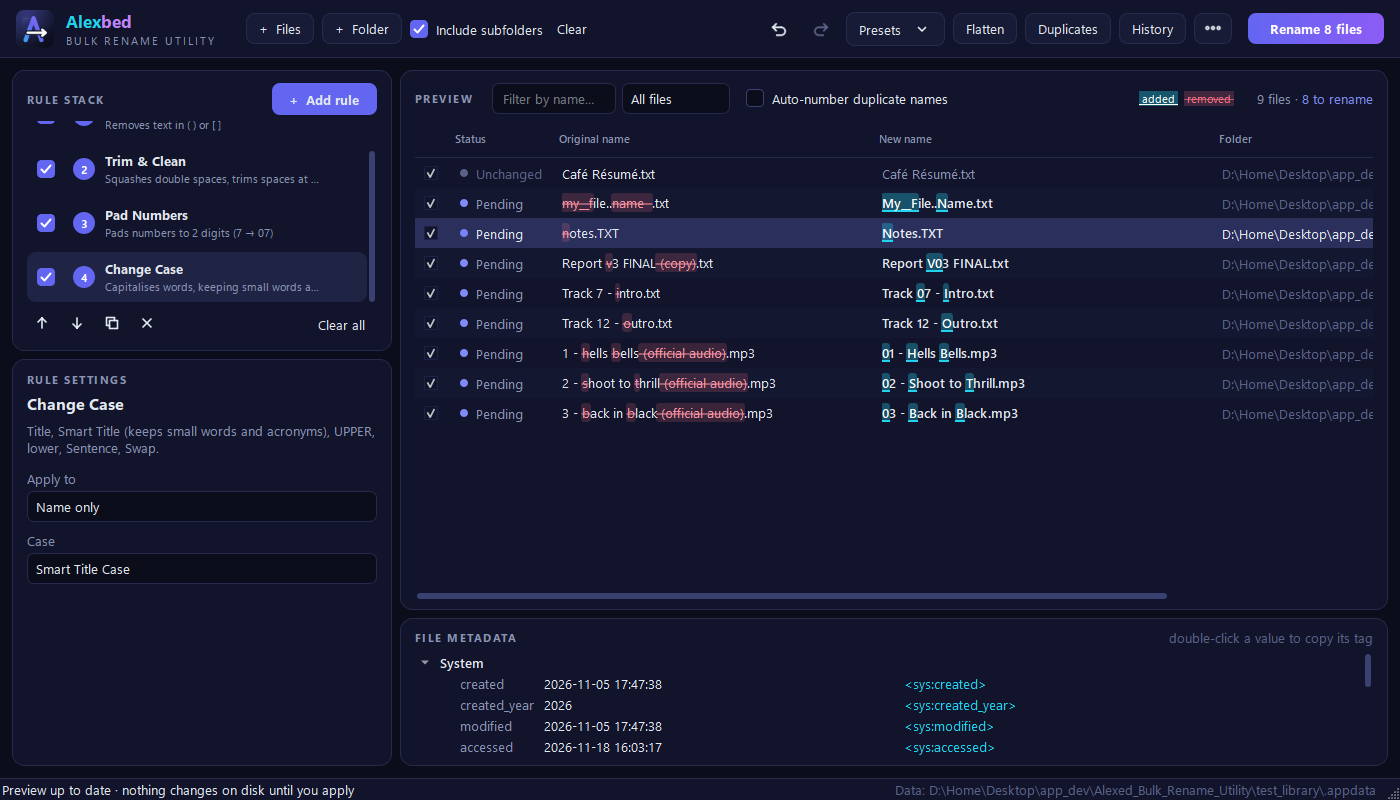 Alexbed
BULK RENAME UTILITY
+ Files + Folder Include subfolders Clear Presets Flatten Duplicates History ••• Rename 8 files
RULE STACK + Add rule
Removes text in ( ) or [ ]
2 Trim & Clean
Squashes double spaces, trims spaces at ...
3 Pad Numbers
Pads numbers to 2 digits (7 → 07)
4 Change Case
Capitalises words, keeping small words a...
Clear all
RULE SETTINGS
Change Case
Title, Smart Title (keeps small words and acronyms), UPPER,
lower, Sentence, Swap.
Apply to
Name only
Case
Smart Title Case
PREVIEW Filter by name... All files Auto-number duplicate names added removed 9 files · 8 to rename
Status Original name New name Folder
Unchanged Café Résumé.txt Café Résumé.txt D:\Home\Desktop\app_de
Pending my__file..name .txt My__File..Name.txt D:\Home\Desktop\app_de
Pending notes.TXT Notes.TXT D:\Home\Desktop\app_de
Pending Report v3 FINAL (copy).txt Report V03 FINAL.txt D:\Home\Desktop\app_de
Pending Track 7 - intro.txt Track 07 - Intro.txt D:\Home\Desktop\app_de
Pending Track 12 - outro.txt Track 12 - Outro.txt D:\Home\Desktop\app_de
Pending 1 - hells bells (official audio).mp3 01 - Hells Bells.mp3 D:\Home\Desktop\app_de
Pending 2 - shoot to thrill (official audio).mp3 02 - Shoot to Thrill.mp3 D:\Home\Desktop\app_de
Pending 3 - back in black (official audio).mp3 03 - Back in Black.mp3 D:\Home\Desktop\app_de
FILE METADATA double-click a value to copy its tag
System
created 2026-11-05 17:47:38 <sys:created>
created_year 2026 <sys:created_year>
modified 2026-11-05 17:47:38 <sys:modified>
accessed 2026-11-18 16:03:17 <sys:accessed>
Preview up to date · nothing changes on disk until you apply Data: D:\Home\Desktop\app_dev\Alexed_Bulk_Rename_Utility\test_library\.appdata